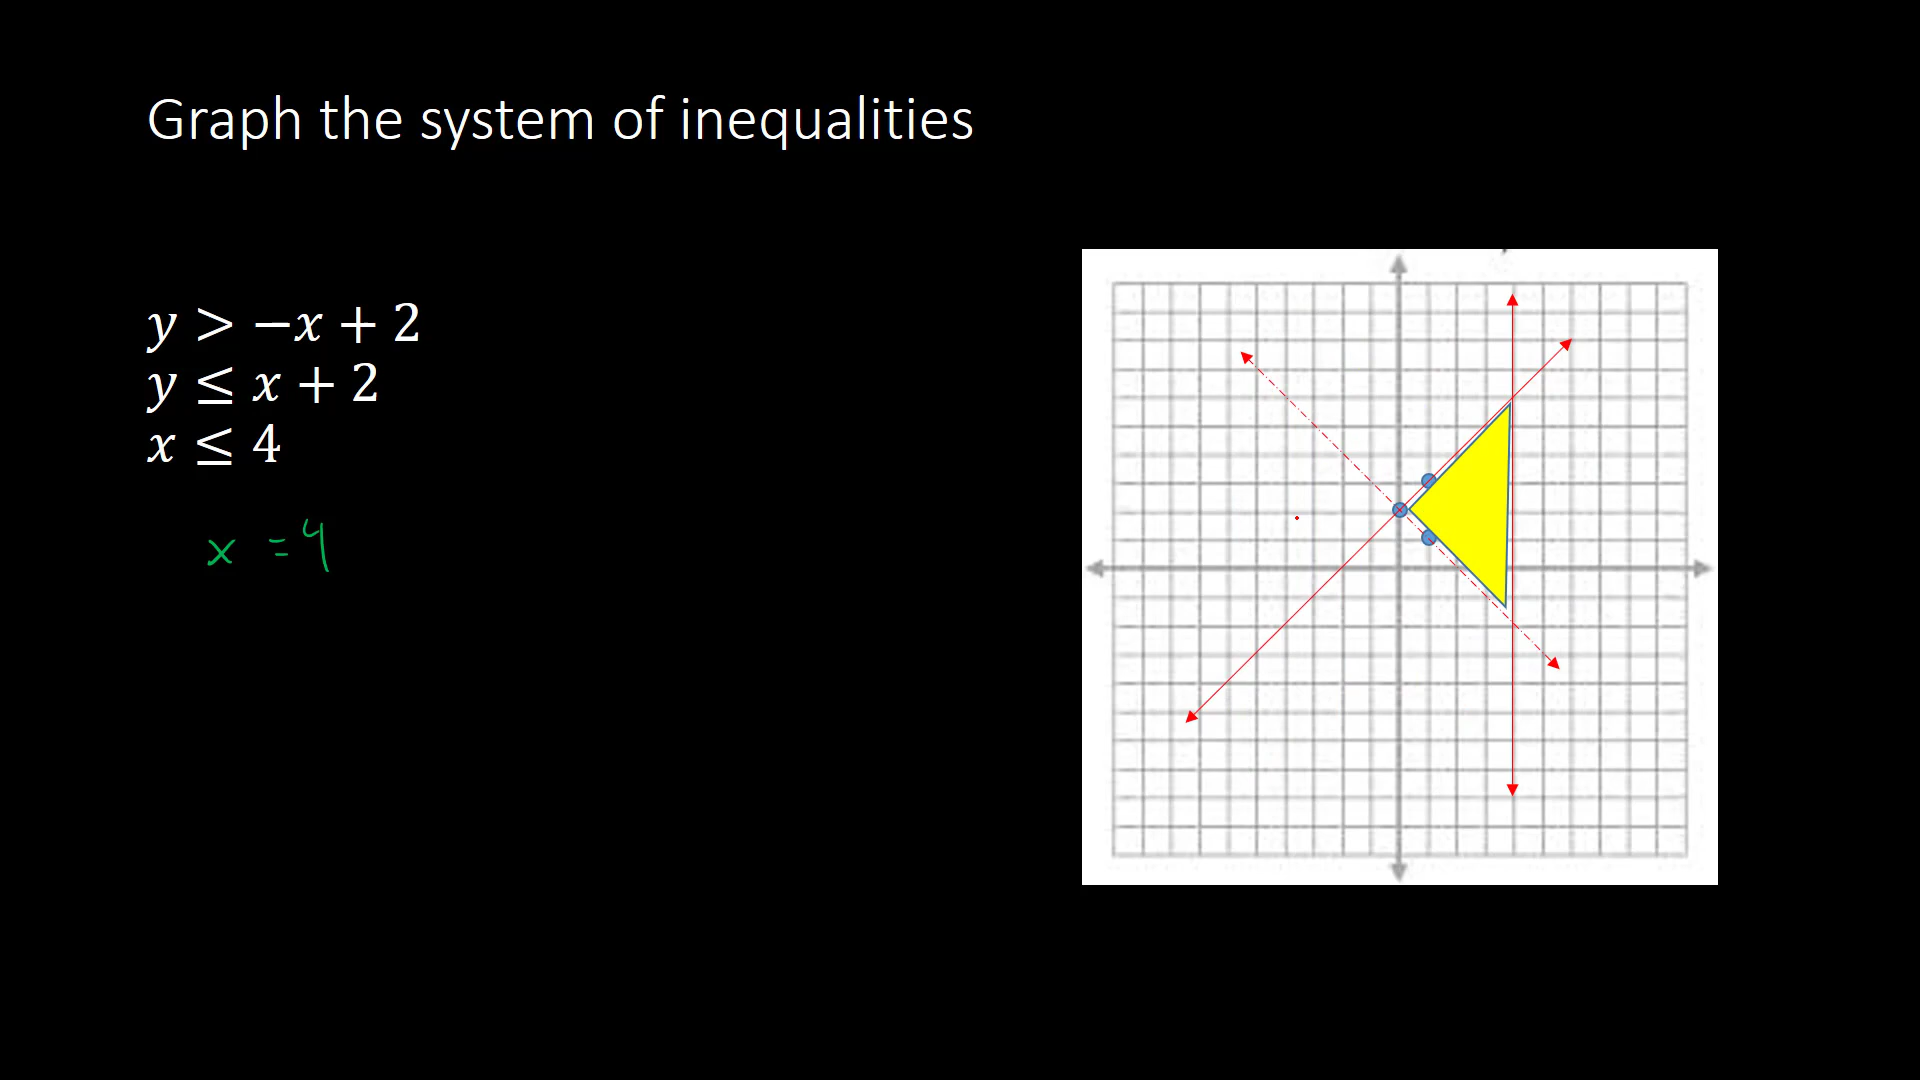 Graph the system of inequalities
y > −x + 2
y ≤ x + 2
x ≤ 4
x = 4